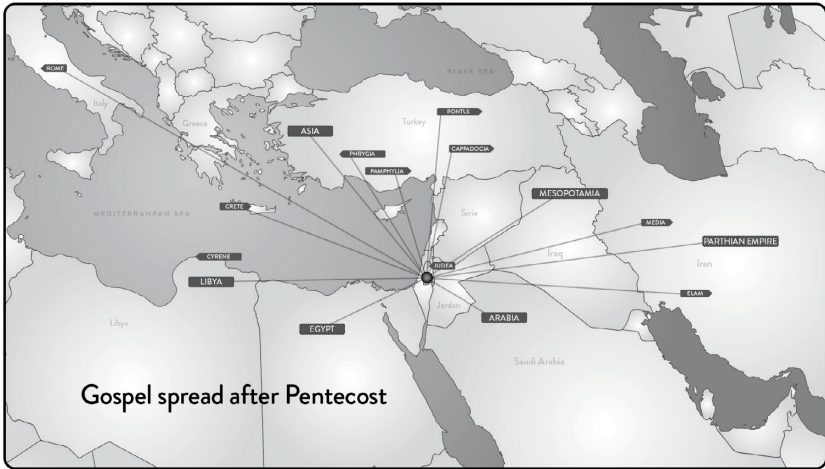 BLACK SEA
ROME
Italy
Greece
Turkey
PONTUS
ASIA
CAPPADOCIA
PHRYGIA
PAMPHYLIA
MESOPOTAMIA
CRETE
MEDITERRANEAN SEA
Syria
MEDIA
PARTHIAN EMPIRE
CYRENE
JUDEA
Iraq
Iran
LIBYA
ELAM
Jordan
ARABIA
Libya
EGYPT
Saudi Arabia
Gospel spread after Pentecost